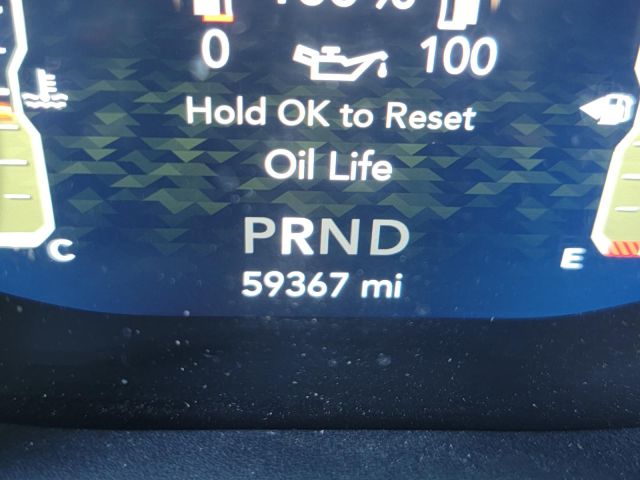 0 100
Hold OK to Reset
Oil Life
PRND
C E
59367 mi